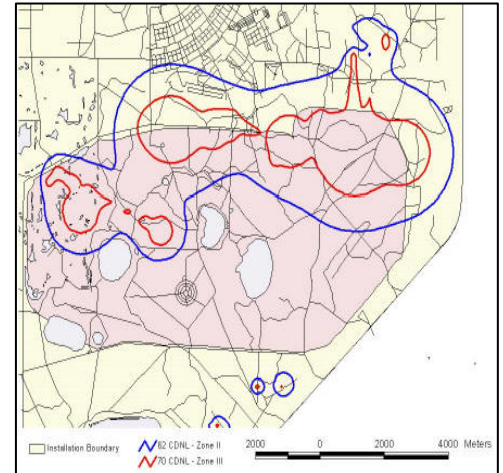 Installation Boundary
62 CDNL - Zone II
70 CDNL - Zone III
2000 0 2000 4000 Meters